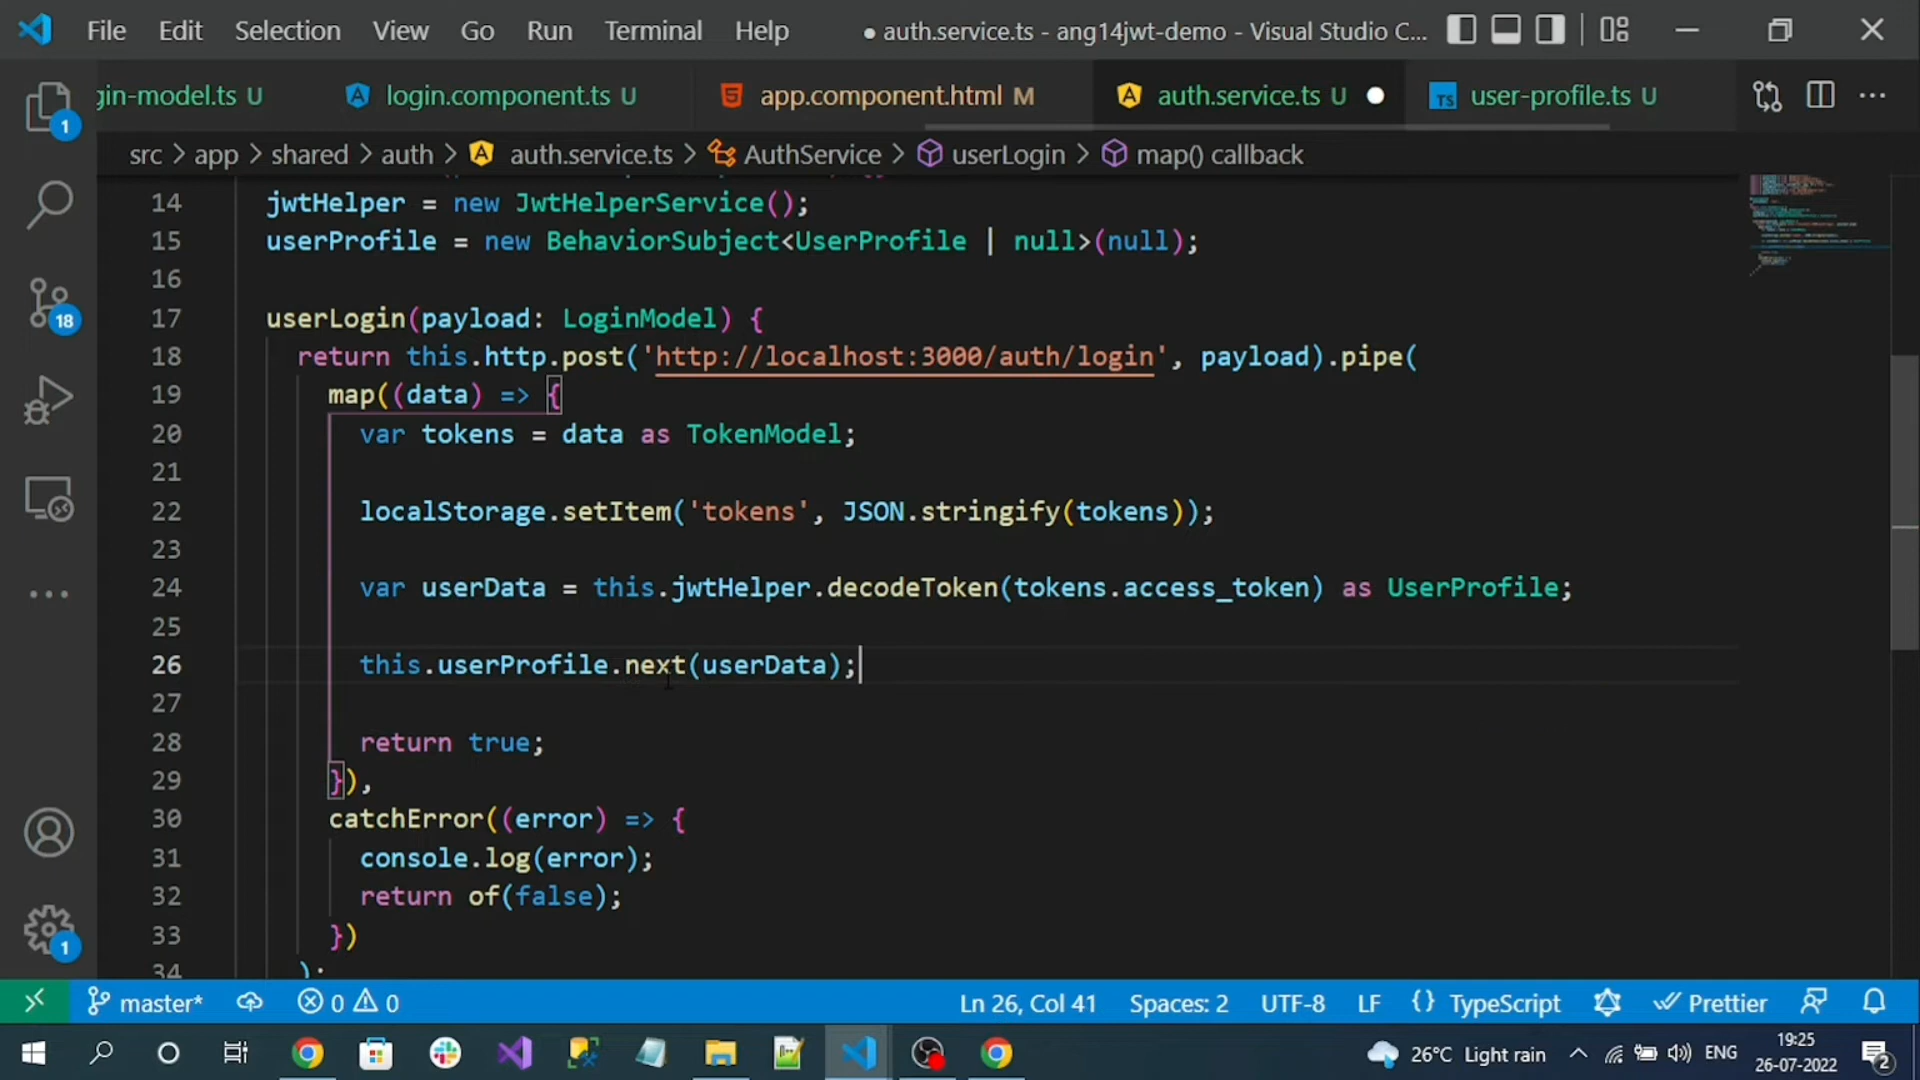 File Edit Selection View Go Run Terminal Help ● auth.service.ts - ang14jwt-demo - Visual Studio C...
gin-model.ts U login.component.ts U app.component.html M auth.service.ts U user-profile.ts U
src > app > shared > auth > auth.service.ts > AuthService > userLogin > map() callback
14 jwtHelper = new JwtHelperService();
15 userProfile = new BehaviorSubject<UserProfile | null>(null);
16
17 userLogin(payload: LoginModel) {
18 return this.http.post('http://localhost:3000/auth/login', payload).pipe(
19 map((data) => {
20 var tokens = data as TokenModel;
21
22 localStorage.setItem('tokens', JSON.stringify(tokens));
23
24 var userData = this.jwtHelper.decodeToken(tokens.access_token) as UserProfile;
25
26 this.userProfile.next(userData);
27
28 return true;
29 }),
30 catchError((error) => {
31 console.log(error);
32 return of(false);
33 })
34 );
1
18
1
master* 0 0 Ln 26, Col 41 Spaces: 2 UTF-8 LF {} TypeScript Prettier
26°C Light rain ENG 19:25
26-07-2022 2